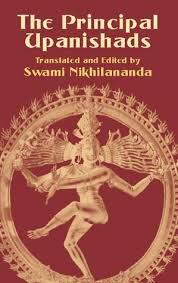 The Principal
Upanishads
Translated and Edited by
Swami Nikhilananda